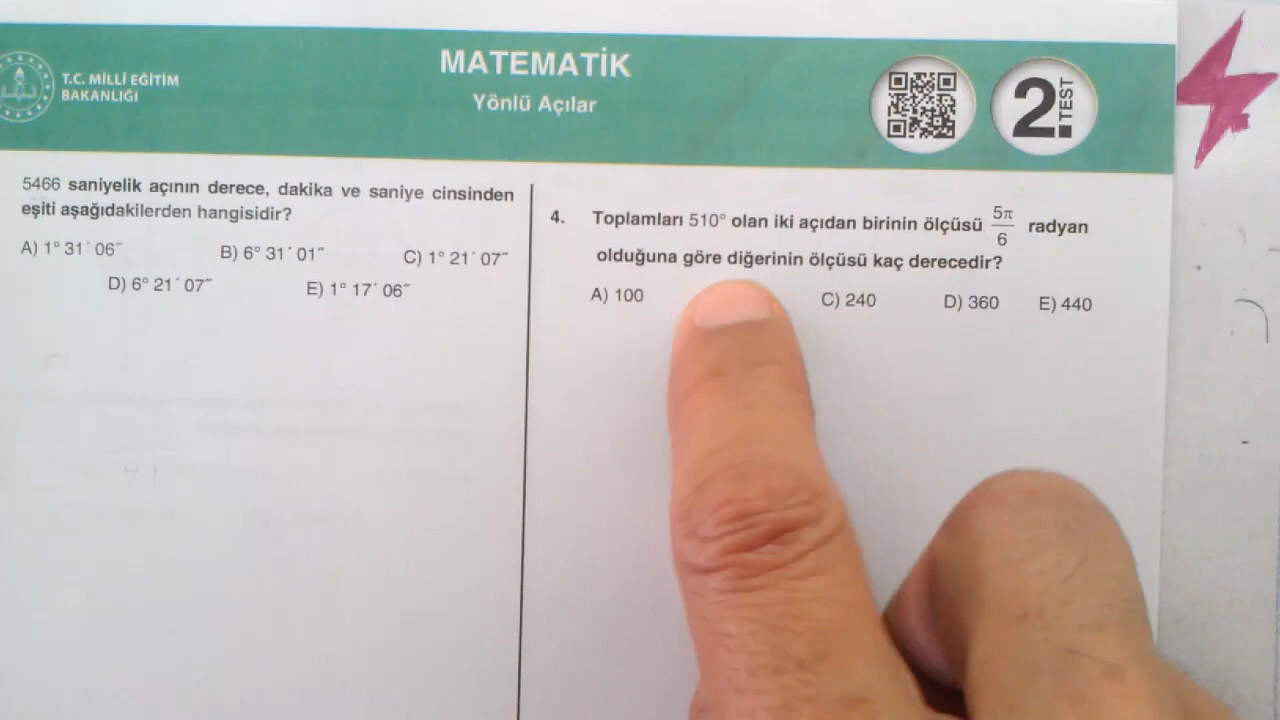 T.C. MİLLÎ EĞİTİM
BAKANLIĞI
MATEMATİK
Yönlü Açılar
2.
TEST
5466 saniyelik açının derece, dakika ve saniye cinsinden
eşiti aşağıdakilerden hangisidir?
A) 1° 31´ 06˝
B) 6° 31´ 01˝
C) 1° 21´ 07˝
D) 6° 21´ 07˝
E) 1° 17´ 06˝
4. Toplamları 510° olan iki açıdan birinin ölçüsü 5π/6 radyan
olduğuna göre diğerinin ölçüsü kaç derecedir?
A) 100
C) 240
D) 360
E) 440